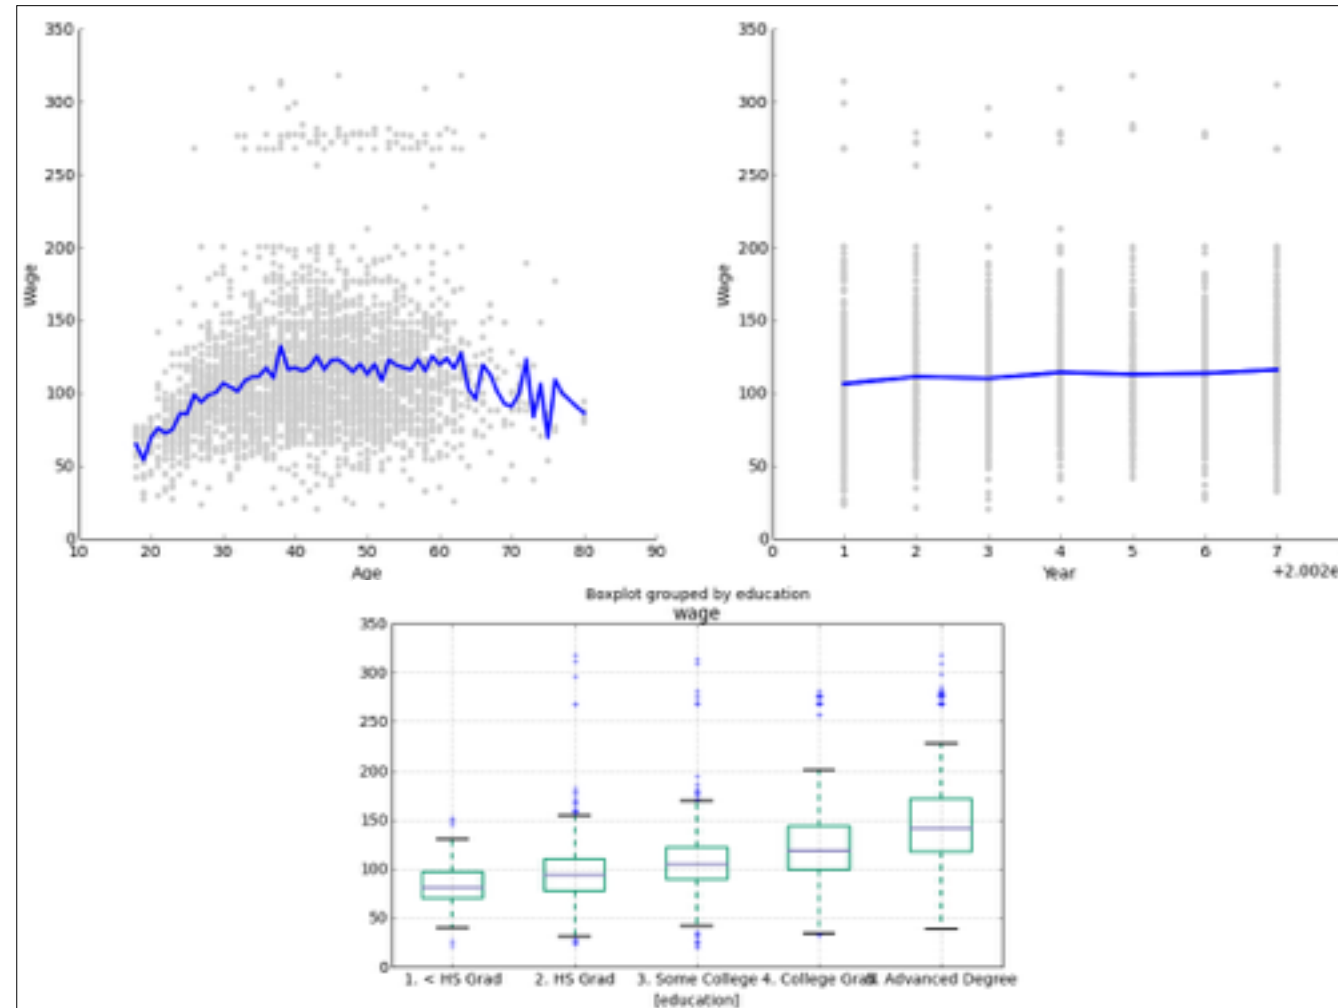 350
300
250
200
150
100
50
0
Wage
10 20 30 40 50 60 70 80 90
Age
350
300
250
200
150
100
50
0
Wage
0 1 2 3 4 5 6 7
Year
+2.002e
Boxplot grouped by education
wage
350
300
250
200
150
100
50
0
1. < HS Grad 2. HS Grad 3. Some College 4. College Grad 5. Advanced Degree
[education]